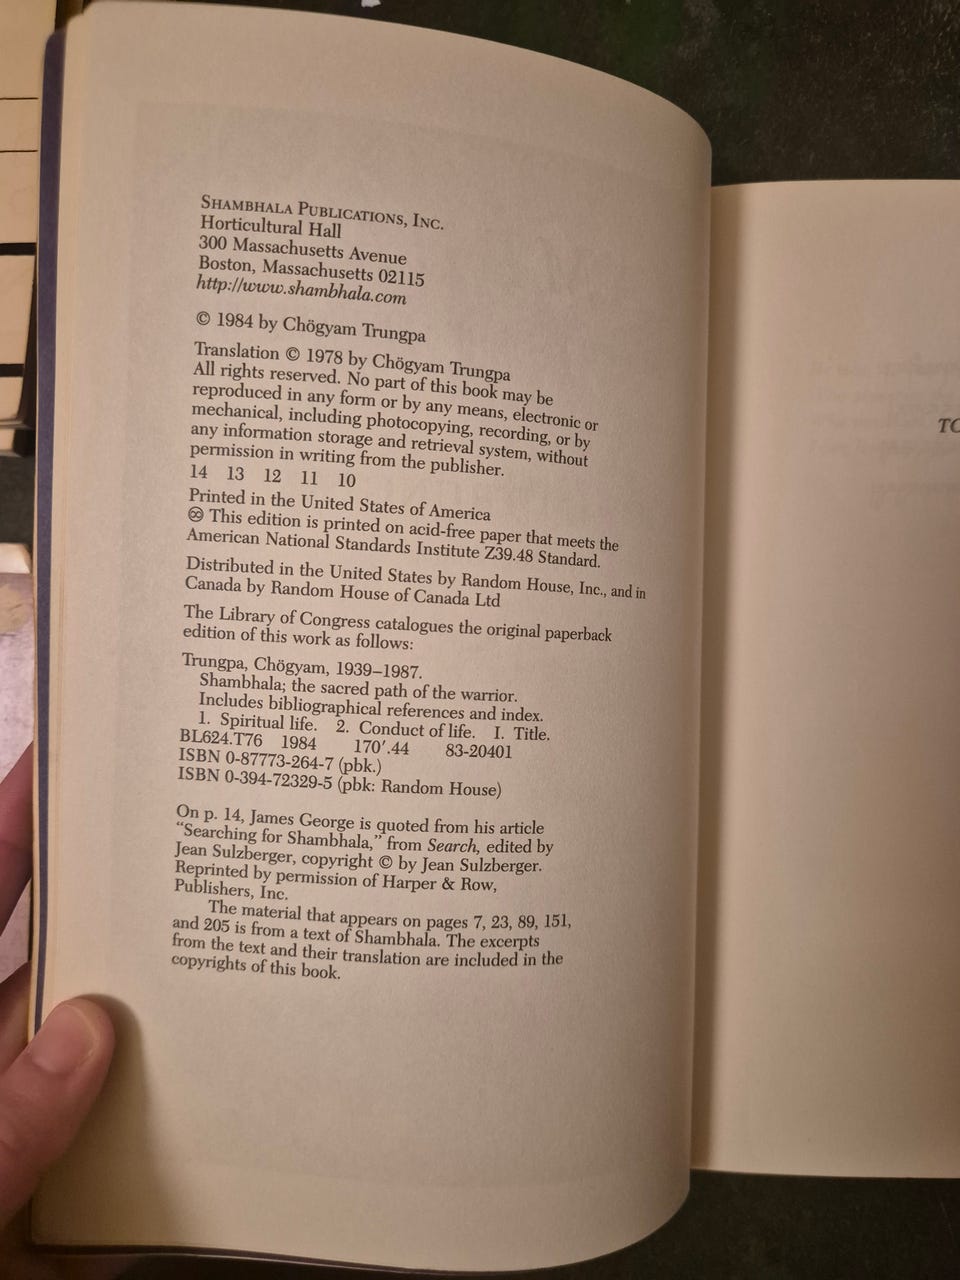 SHAMBHALA PUBLICATIONS, INC.
Horticultural Hall
300 Massachusetts Avenue
Boston, Massachusetts 02115
http://www.shambhala.com
© 1984 by Chögyam Trungpa
Translation © 1978 by Chögyam Trungpa
All rights reserved. No part of this book may be
reproduced in any form or by any means, electronic or
mechanical, including photocopying, recording, or by
any information storage and retrieval system, without
permission in writing from the publisher.
14 13 12 11 10
Printed in the United States of America
♾ This edition is printed on acid-free paper that meets the
American National Standards Institute Z39.48 Standard.
Distributed in the United States by Random House, Inc., and in
Canada by Random House of Canada Ltd
The Library of Congress catalogues the original paperback
edition of this work as follows:
Trungpa, Chögyam, 1939–1987.
Shambhala; the sacred path of the warrior.
Includes bibliographical references and index.
1. Spiritual life. 2. Conduct of life. I. Title.
BL624.T76 1984 170′.44 83-20401
ISBN 0-87773-264-7 (pbk.)
ISBN 0-394-72329-5 (pbk: Random House)
On p. 14, James George is quoted from his article
“Searching for Shambhala,” from Search, edited by
Jean Sulzberger, copyright © by Jean Sulzberger.
Reprinted by permission of Harper & Row,
Publishers, Inc.
The material that appears on pages 7, 23, 89, 151,
and 205 is from a text of Shambhala. The excerpts
from the text and their translation are included in the
copyrights of this book.